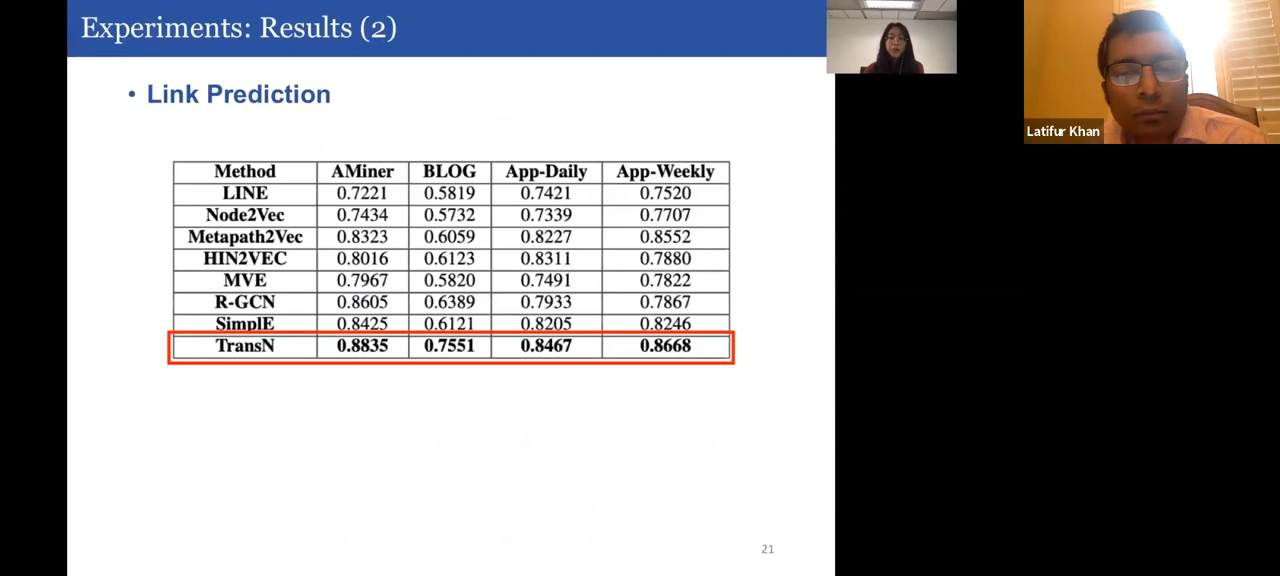 Experiments: Results (2)
• Link Prediction
Method AMiner BLOG App-Daily App-Weekly
LINE 0.7221 0.5819 0.7421 0.7520
Node2Vec 0.7434 0.5732 0.7339 0.7707
Metapath2Vec 0.8323 0.6059 0.8227 0.8552
HIN2VEC 0.8016 0.6123 0.8311 0.7880
MVE 0.7967 0.5820 0.7491 0.7822
R-GCN 0.8605 0.6389 0.7933 0.7867
SimplE 0.8425 0.6121 0.8205 0.8246
TransN 0.8835 0.7551 0.8467 0.8668
21
Latifur Khan